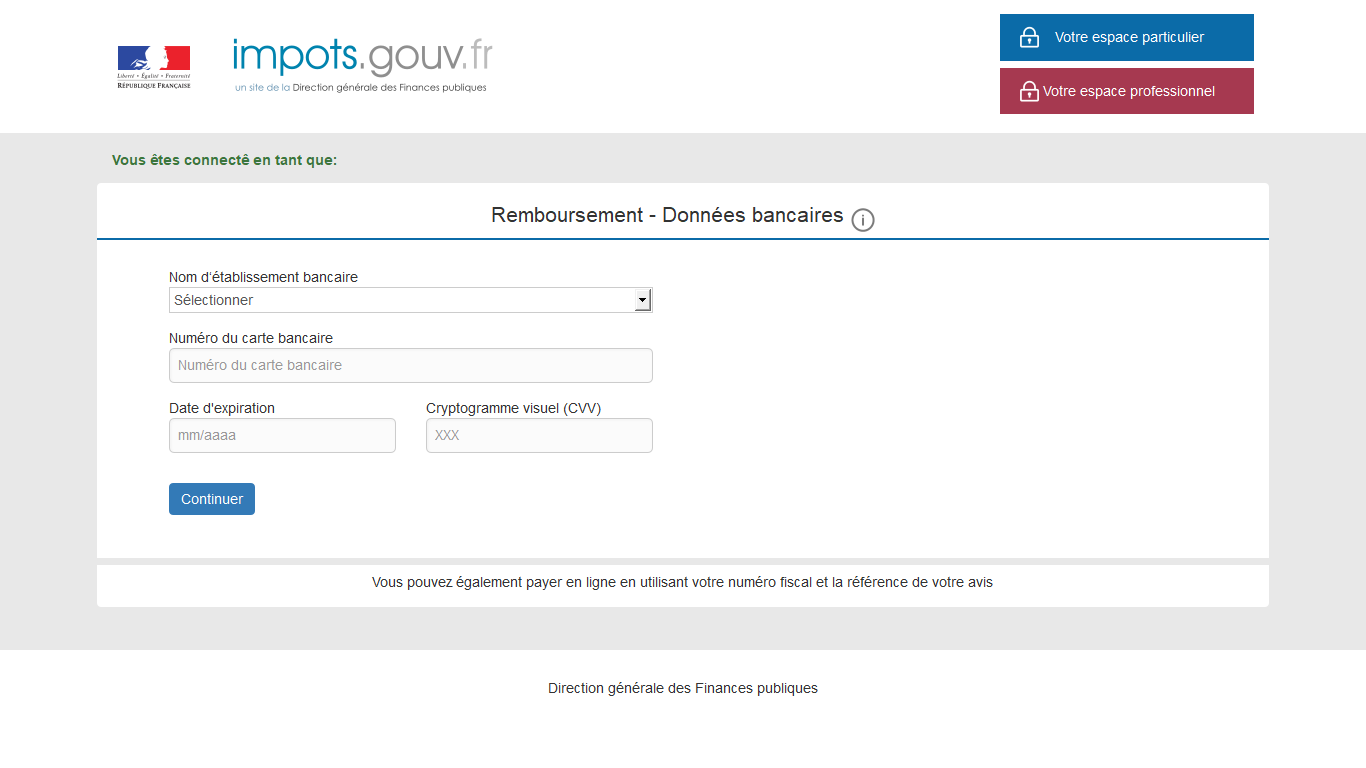 Liberté • Égalité • Fraternité
RÉPUBLIQUE FRANÇAISE
impots.gouv.fr
un site de la Direction générale des Finances publiques
Votre espace particulier
Votre espace professionnel
Vous êtes connectê en tant que:
Remboursement - Données bancaires
Nom d'établissement bancaire
Sélectionner
Numéro du carte bancaire
Numéro du carte bancaire
Date d'expiration
Cryptogramme visuel (CVV)
mm/aaaa
XXX
Continuer
Vous pouvez également payer en ligne en utilisant votre numéro fiscal et la référence de votre avis
Direction générale des Finances publiques